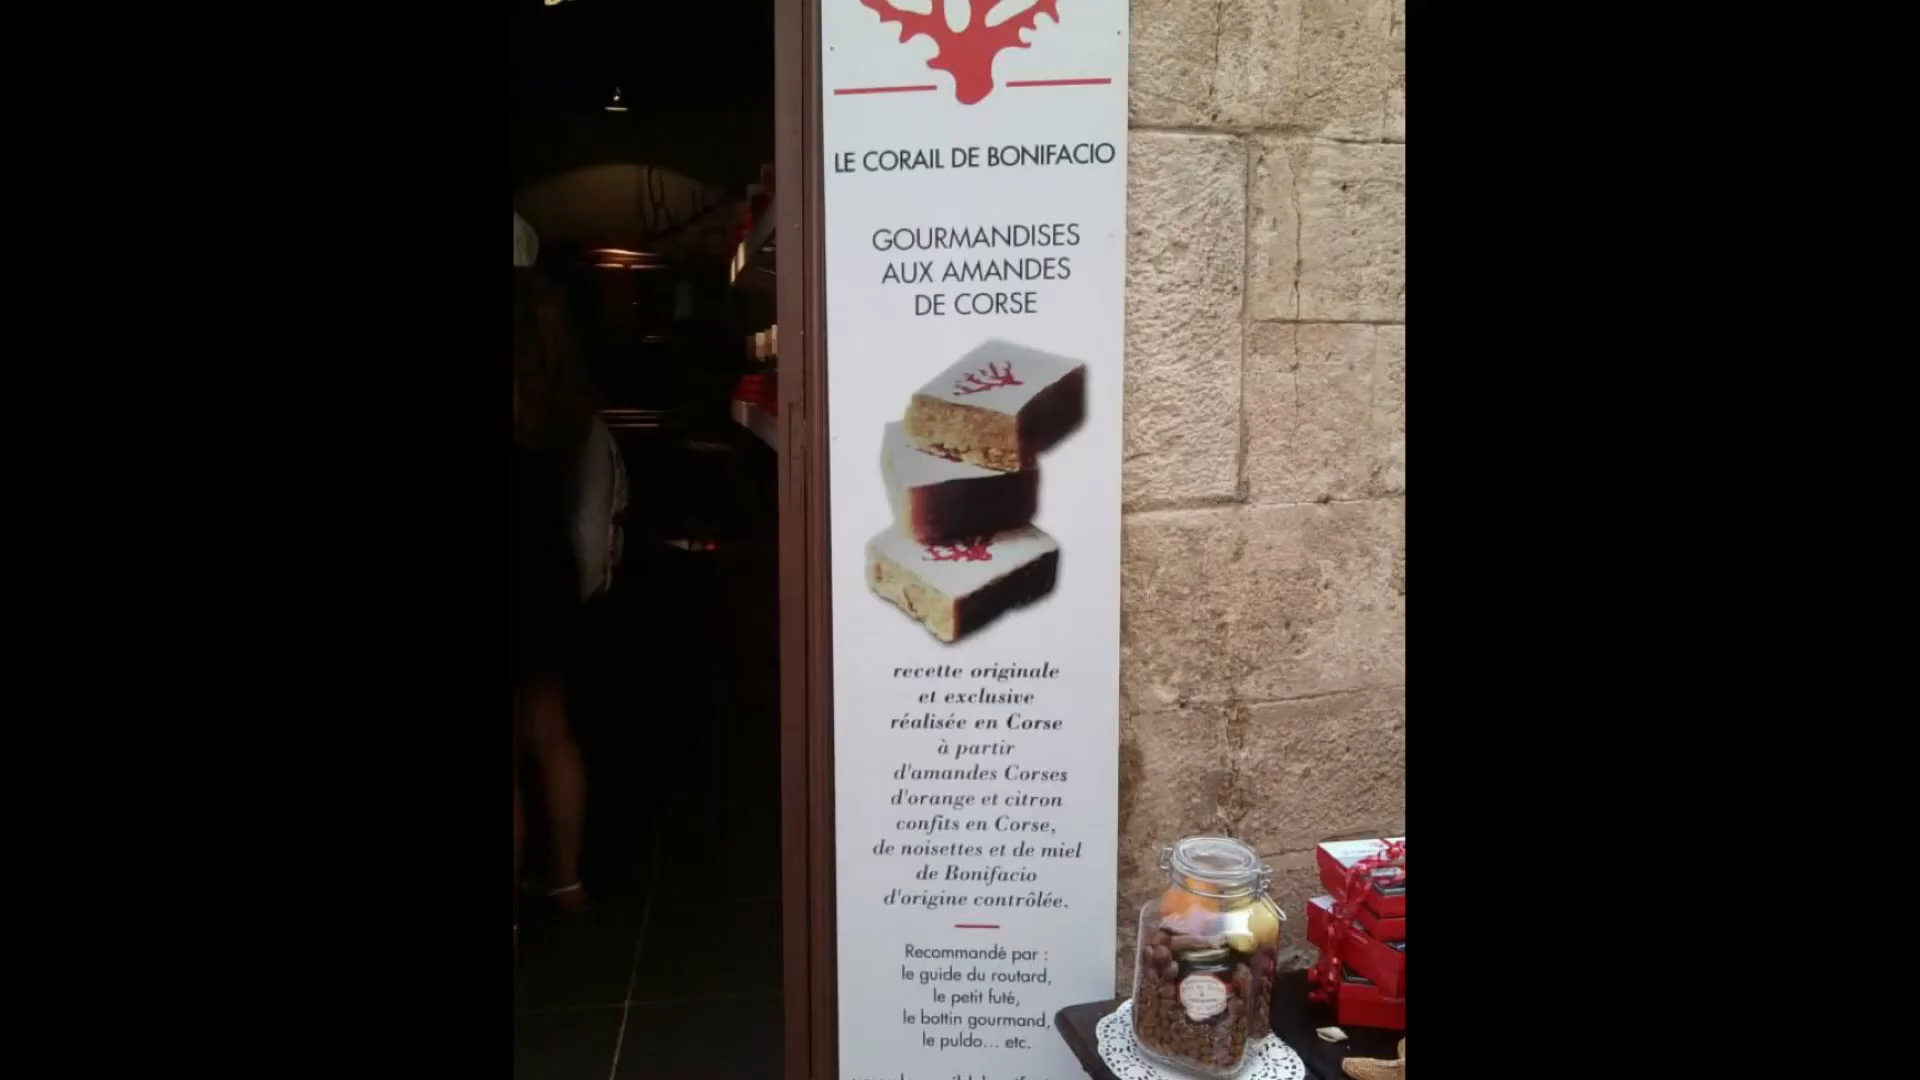 LE CORAIL DE BONIFACIO
GOURMANDISES
AUX AMANDES
DE CORSE
recette originale
et exclusive
réalisée en Corse
à partir
d'amandes Corses
d'orange et citron
confits en Corse,
de noisettes et de miel
de Bonifacio
d'origine contrôlée.
Recommandé par :
le guide du routard,
le petit futé,
le bottin gourmand,
le puldo... etc.